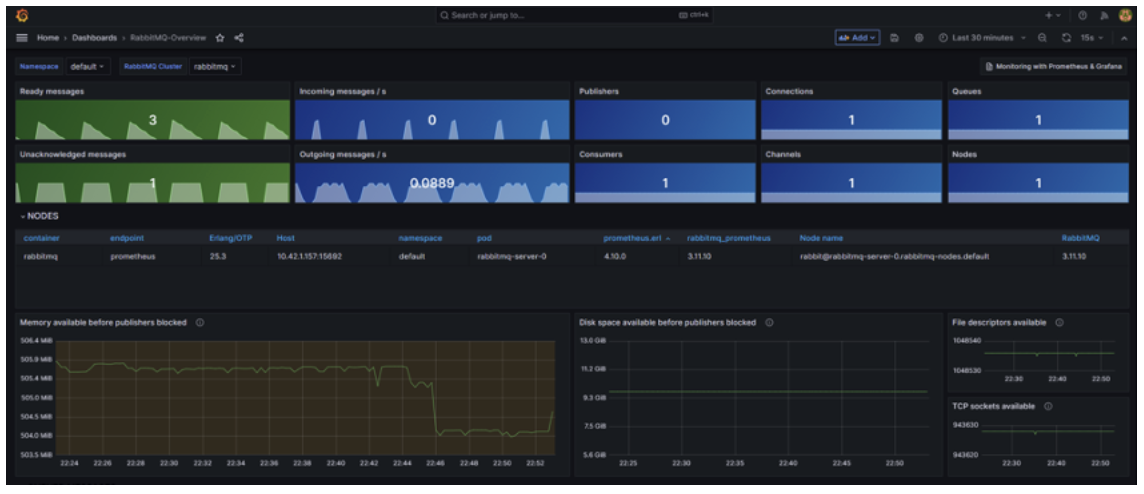 Search or jump to... ctrl+k
Home › Dashboards › RabbitMQ-Overview Add Last 30 minutes 15s
Namespace default RabbitMQ Cluster rabbitmq Monitoring with Prometheus & Grafana
Ready messages Incoming messages / s Publishers Connections Queues
3 0 0 1 1
Unacknowledged messages Outgoing messages / s Consumers Channels Nodes
1 0.0889 1 1 1
NODES
container endpoint Erlang/OTP Host namespace pod prometheus.erl rabbitmq_prometheus Node name RabbitMQ
rabbitmq prometheus 25.3 10.42.1.157:15692 default rabbitmq-server-0 4.10.0 3.11.10 rabbit@rabbitmq-server-0.rabbitmq-nodes.default 3.11.10
Memory available before publishers blocked
506.4 MiB
505.9 MiB
505.4 MiB
505.0 MiB
504.5 MiB
504.0 MiB
503.5 MiB
22:24 22:26 22:28 22:30 22:32 22:34 22:36 22:38 22:40 22:42 22:44 22:46 22:48 22:50 22:52
Disk space available before publishers blocked
13.0 GiB
11.2 GiB
9.3 GiB
7.5 GiB
5.6 GiB
22:25 22:30 22:35 22:40 22:45 22:50
File descriptors available
1048540
1048530
22:30 22:40 22:50
TCP sockets available
943630
943620
22:30 22:40 22:50